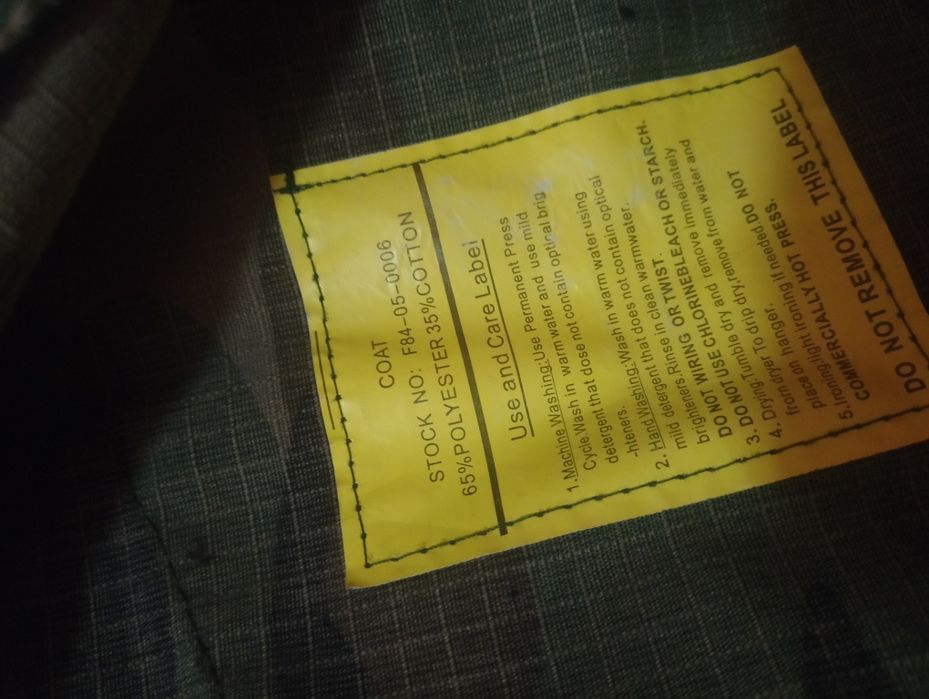 COAT
STOCK NO: F84-05-0006
65%POLYESTER 35%COTTON
Use and Care Label
1.Machine Washing:Use Permanent Press
Cycle.Wash in warm water and use mild
detergent that dose not contain optical brig
-hteners.
2. Hand Washing:Wash in warm water using
mild detergent that does not contain optical
brighteners.Rinse in clean warmwater.
DO NOT WIRING OR TWIST.
3. DO NOT USE CHLORINEBLEACH OR STARCH.
4. Drying:Tumble dry and remove immediately
from dryer To drip dry,remove from water and
place on hanger.
5.Ironing:light ironing if needed.DO NOT
COMMERCIALLY HOT PRESS.
DO NOT REMOVE THIS LABEL